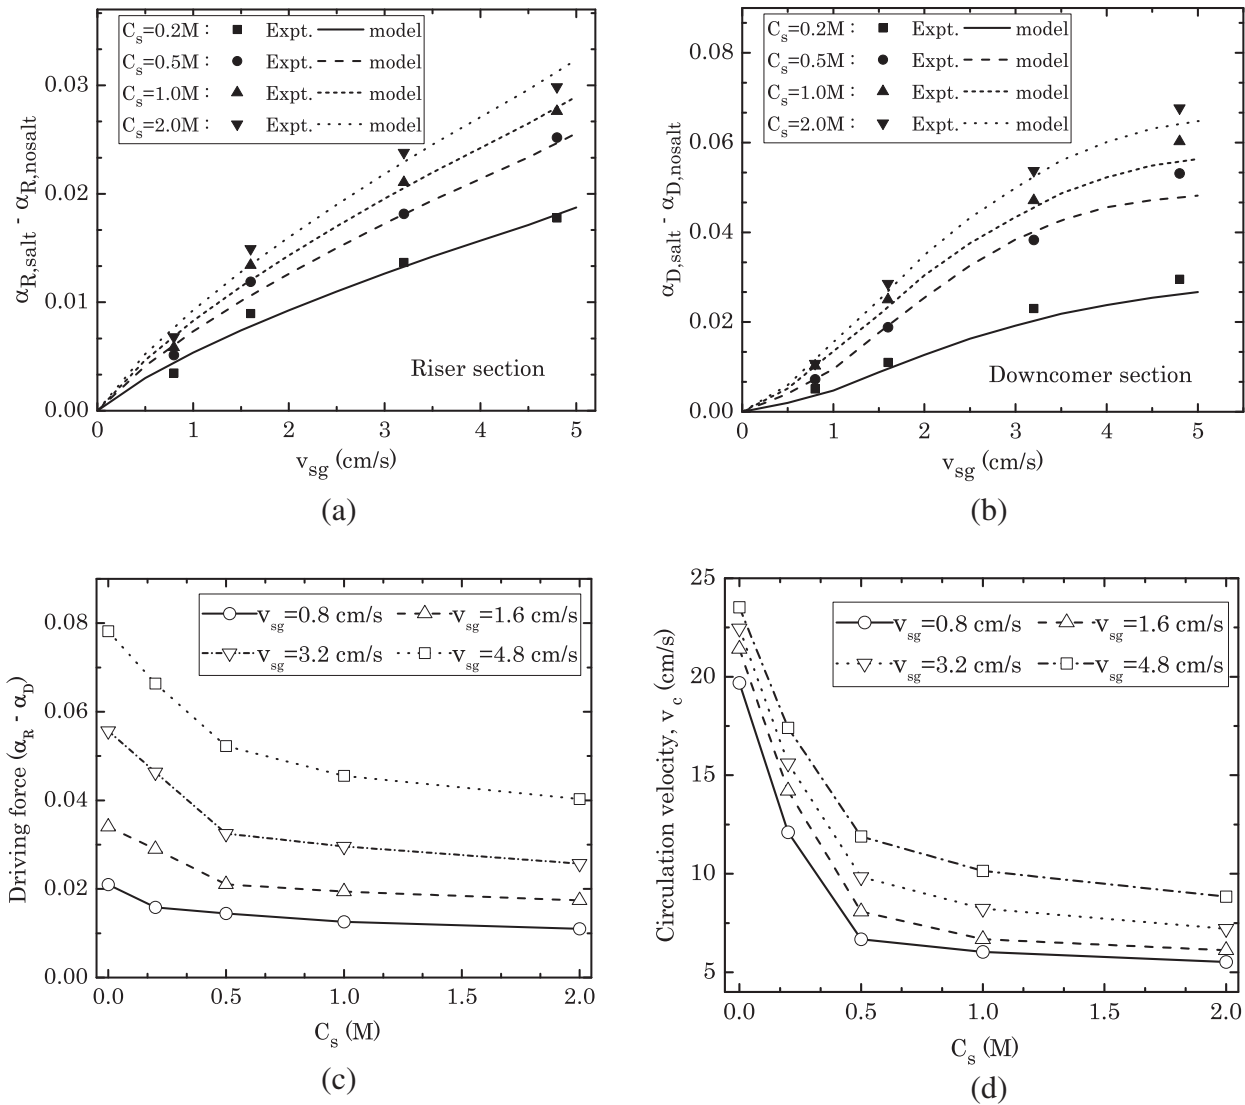 C_s=0.2M : Expt. model
C_s=0.5M : Expt. model
C_s=1.0M : Expt. model
C_s=2.0M : Expt. model
α_R,salt - α_R,nosalt
0.03
0.02
0.01
0.00
Riser section
0 1 2 3 4 5
v_sg (cm/s)
(a)
C_s=0.2M : Expt. model
C_s=0.5M : Expt. model
C_s=1.0M : Expt. model
C_s=2.0M : Expt. model
α_D,salt - α_D,nosalt
0.08
0.06
0.04
0.02
0.00
Downcomer section
0 1 2 3 4 5
v_sg (cm/s)
(b)
v_sg=0.8 cm/s v_sg=1.6 cm/s
v_sg=3.2 cm/s v_sg=4.8 cm/s
Driving force (α_R - α_D)
0.08
0.06
0.04
0.02
0.00
0.0 0.5 1.0 1.5 2.0
C_s (M)
(c)
v_sg=0.8 cm/s v_sg=1.6 cm/s
v_sg=3.2 cm/s v_sg=4.8 cm/s
Circulation velocity, v_c (cm/s)
25
20
15
10
5
0.0 0.5 1.0 1.5 2.0
C_s (M)
(d)